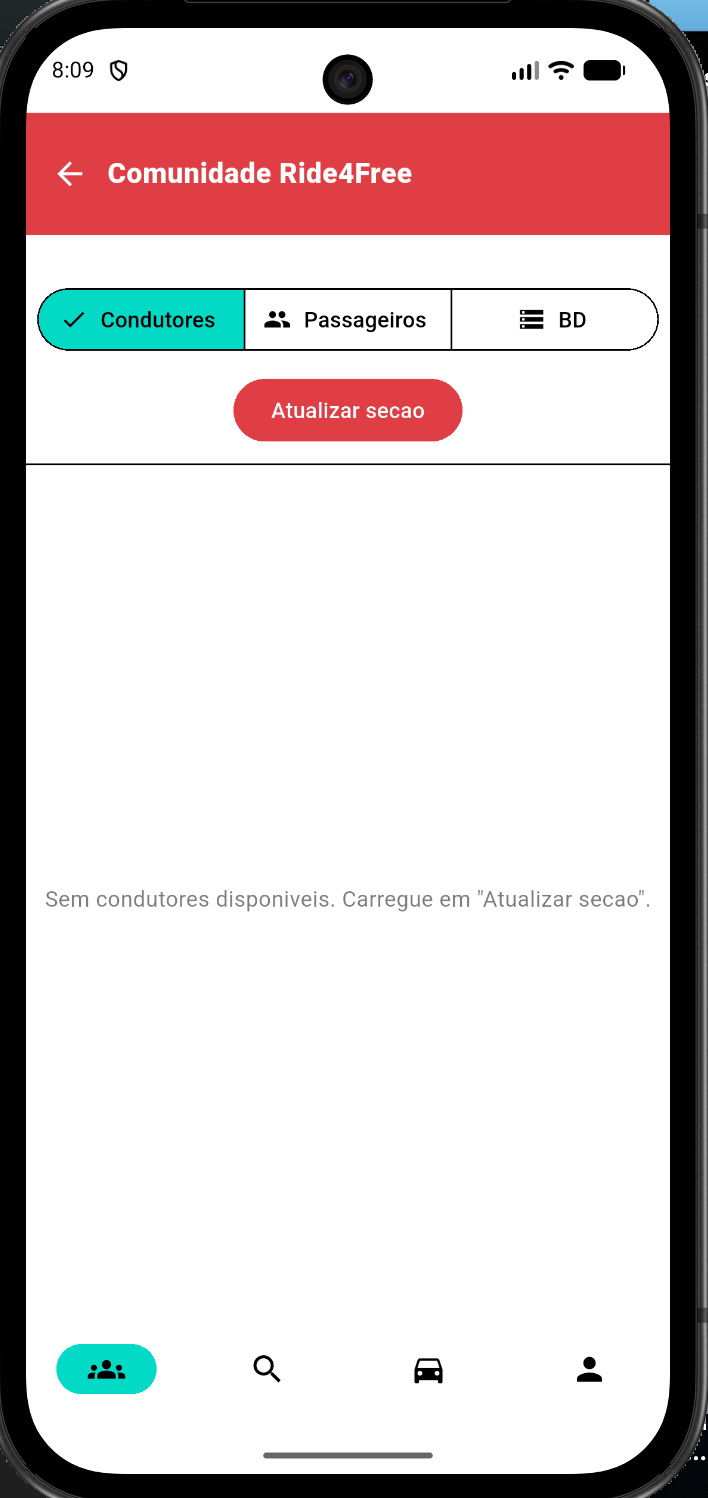 8:09
Comunidade Ride4Free
Condutores Passageiros BD
Atualizar secao
Sem condutores disponiveis. Carregue em "Atualizar secao".